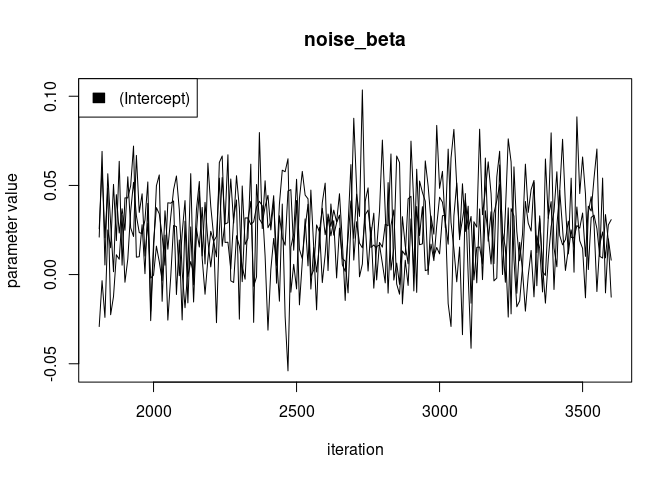 noise_beta
(Intercept)
0.10
0.05
0.00
-0.05
parameter value
2000 2500 3000 3500
iteration